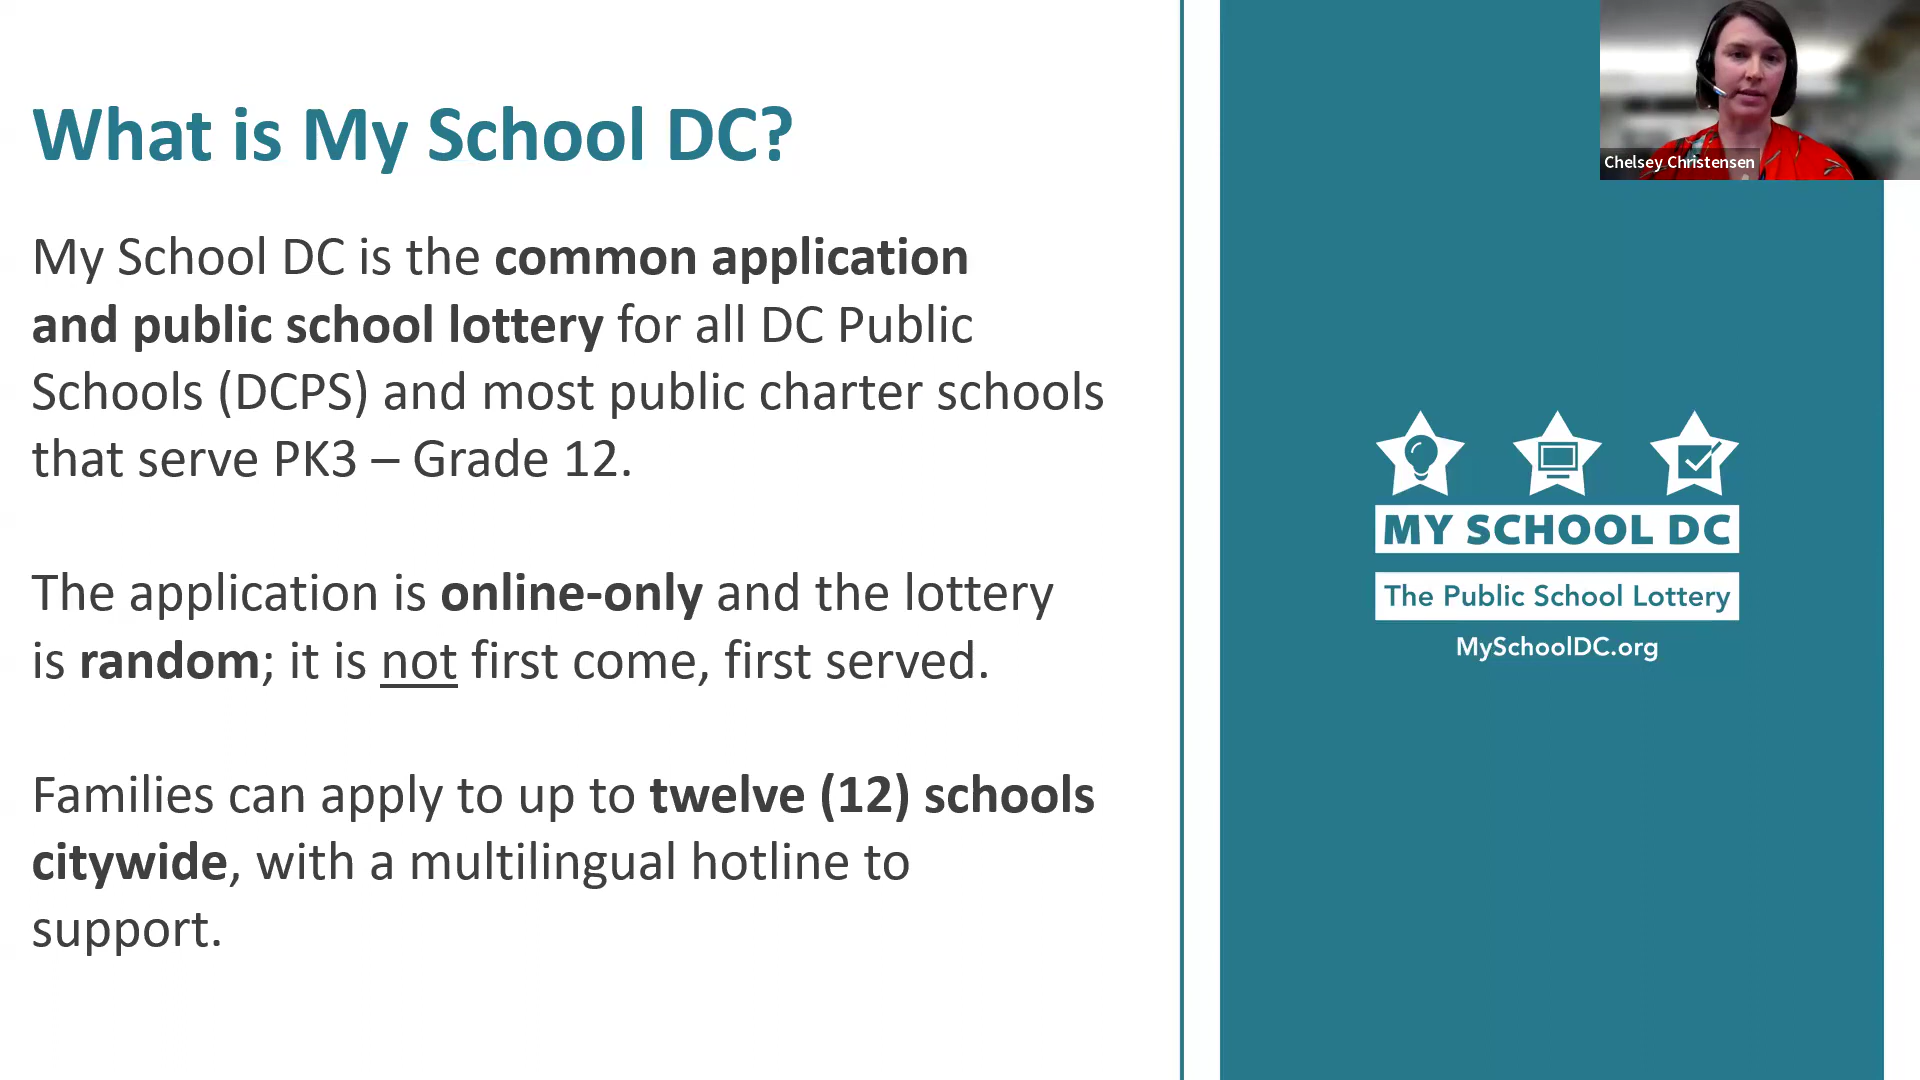 What is My School DC?
My School DC is the common application
and public school lottery for all DC Public
Schools (DCPS) and most public charter schools
that serve PK3 – Grade 12.
The application is online-only and the lottery
is random; it is not first come, first served.
Families can apply to up to twelve (12) schools
citywide, with a multilingual hotline to
support.
Chelsey Christensen
MY SCHOOL DC
The Public School Lottery
MySchoolDC.org